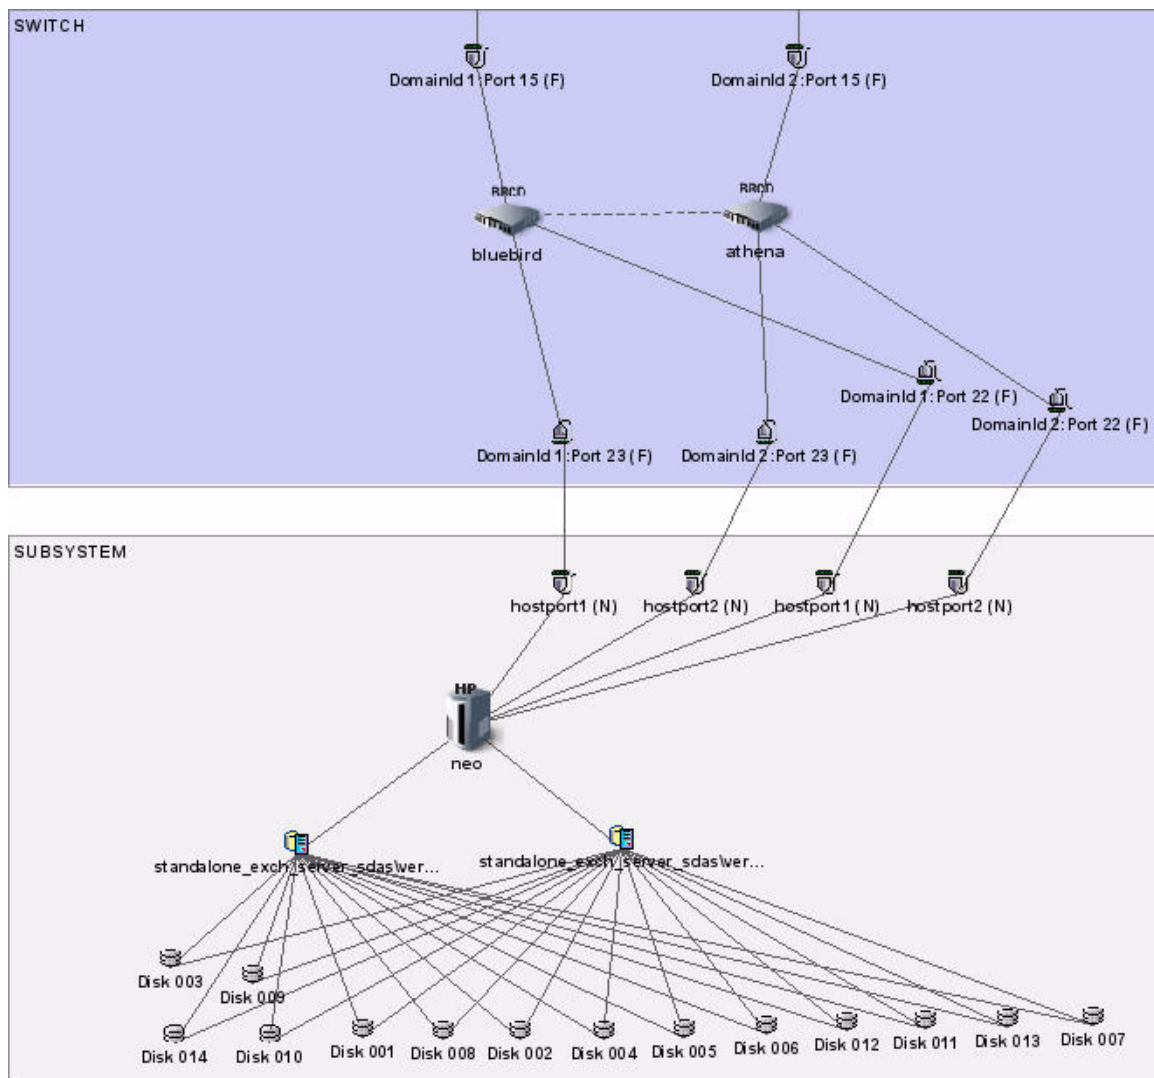 SWITCH
DomainId 1:Port 15 (F)
DomainId 2:Port 15 (F)
BRCD
BRCD
bluebird
athena
DomainId 1:Port 22 (F)
DomainId 2:Port 22 (F)
DomainId 1:Port 23 (F)
DomainId 2:Port 23 (F)
SUBSYSTEM
hostport1 (N)
hostport2 (N)
hostport1 (N)
hostport2 (N)
HP
neo
standalone_exch_server_sdas\wer...
standalone_exch_server_sdas\wer...
Disk 003
Disk 009
Disk 014
Disk 010
Disk 001
Disk 008
Disk 002
Disk 004
Disk 005
Disk 006
Disk 012
Disk 011
Disk 013
Disk 007